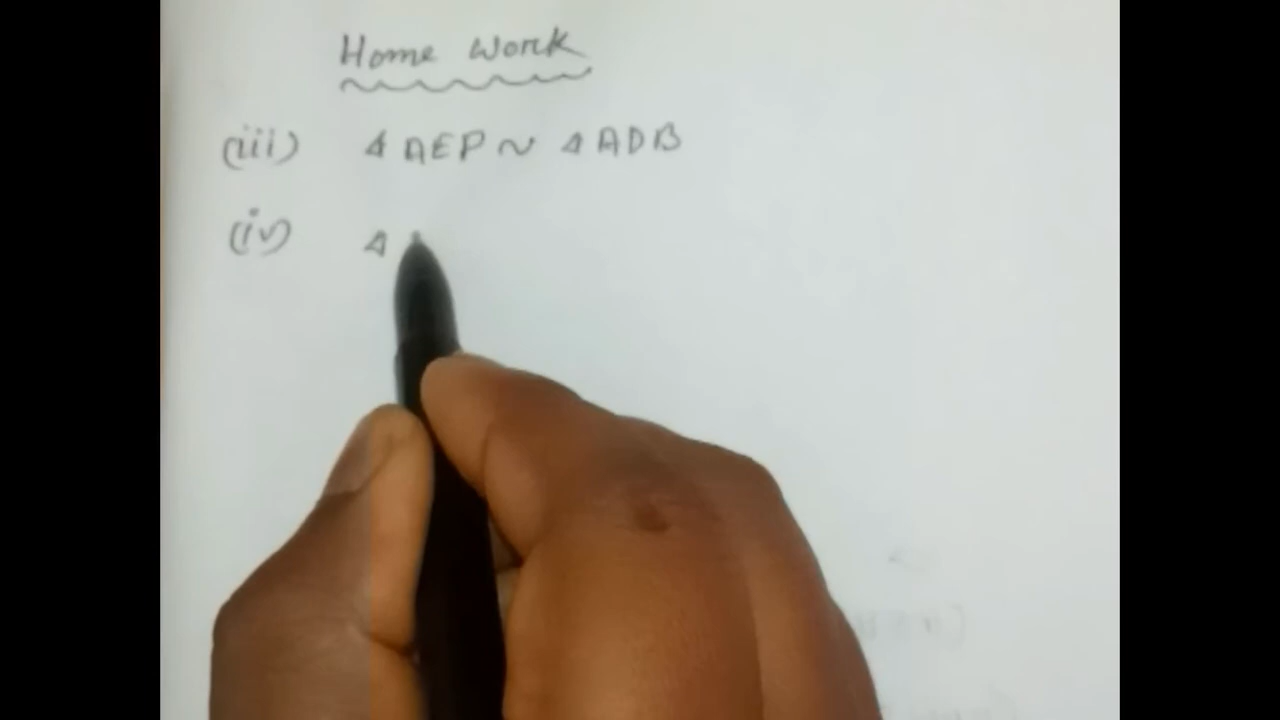 Home Work
(iii) Δ AEP ~ Δ ADB
(iv) Δ